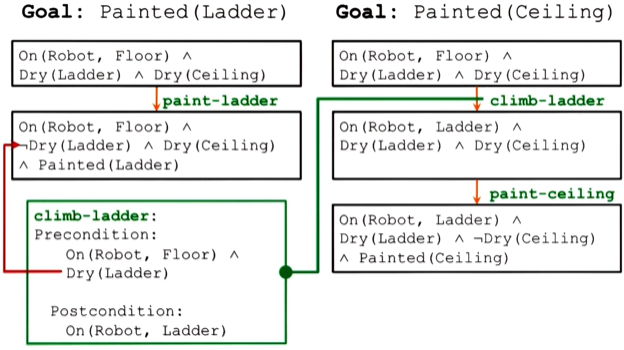 Goal: Painted(Ladder)
On(Robot, Floor) ∧
Dry(Ladder) ∧ Dry(Ceiling)
paint-ladder
On(Robot, Floor) ∧
¬Dry(Ladder) ∧ Dry(Ceiling)
∧ Painted(Ladder)
climb-ladder:
Precondition:
On(Robot, Floor) ∧
Dry(Ladder)
Postcondition:
On(Robot, Ladder)
Goal: Painted(Ceiling)
On(Robot, Floor) ∧
Dry(Ladder) ∧ Dry(Ceiling)
climb-ladder
On(Robot, Ladder) ∧
Dry(Ladder) ∧ Dry(Ceiling)
paint-ceiling
On(Robot, Ladder) ∧
Dry(Ladder) ∧ ¬Dry(Ceiling)
∧ Painted(Ceiling)